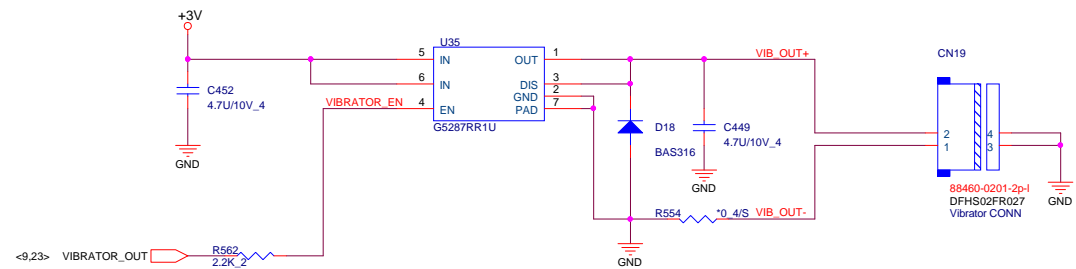 +3V
U35
CN19
5 IN OUT 1 VIB_OUT+
6 IN DIS 3
GND 2
VIBRATOR_EN 4 EN PAD 7
C452
4.7U/10V_4
G5287RR1U
D18
BAS316
C449
4.7U/10V_4
2 4
1 3
GND
GND
GND
88460-0201-2p-l
DFHS02FR027
Vibrator CONN
R554 *0_4/S VIB_OUT-
GND
<9,23> VIBRATOR_OUT
R562
2.2K_2